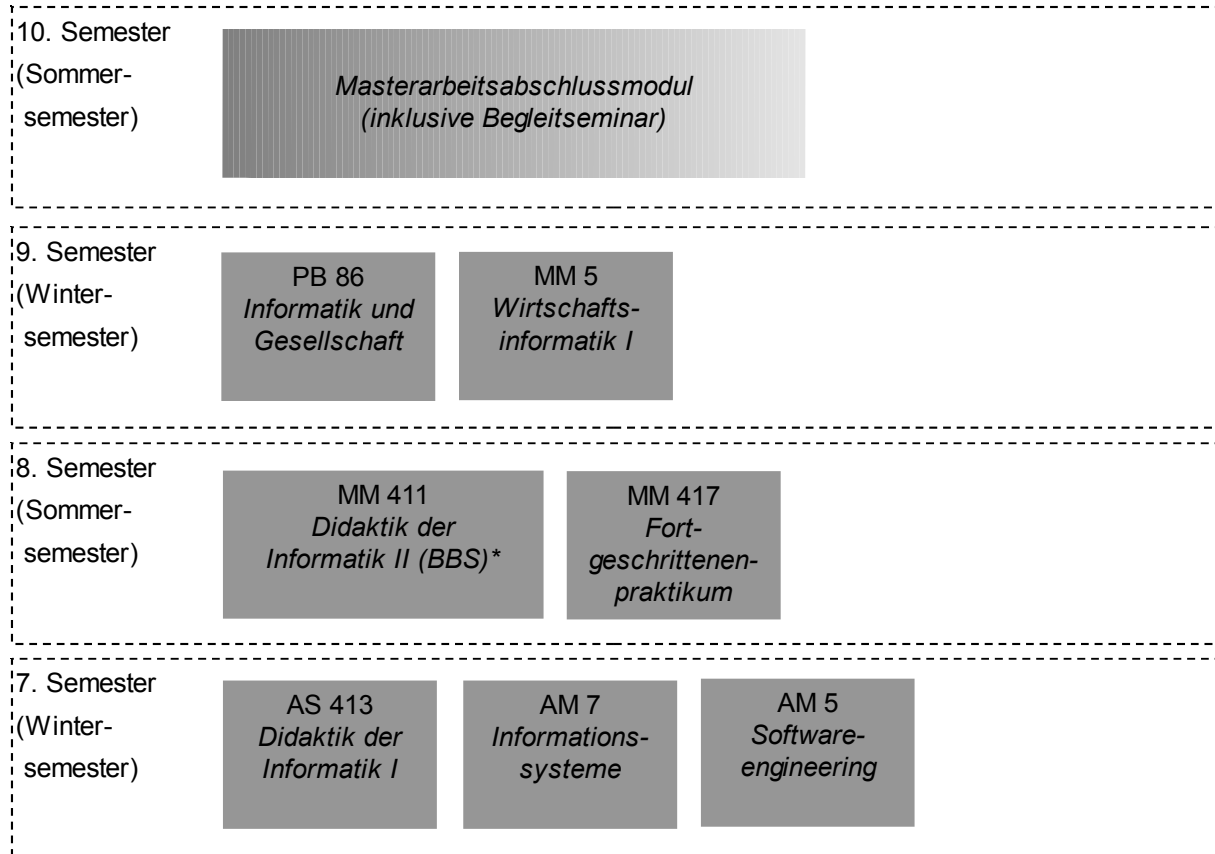 10. Semester
(Sommer-
semester)
Masterarbeitsabschlussmodul
(inklusive Begleitseminar)
9. Semester
(Winter-
semester)
PB 86
Informatik und
Gesellschaft
MM 5
Wirtschafts-
informatik I
8. Semester
(Sommer-
semester)
MM 411
Didaktik der
Informatik II (BBS)*
MM 417
Fort-
geschrittenen-
praktikum
7. Semester
(Winter-
semester)
AS 413
Didaktik der
Informatik I
AM 7
Informations-
systeme
AM 5
Software-
engineering